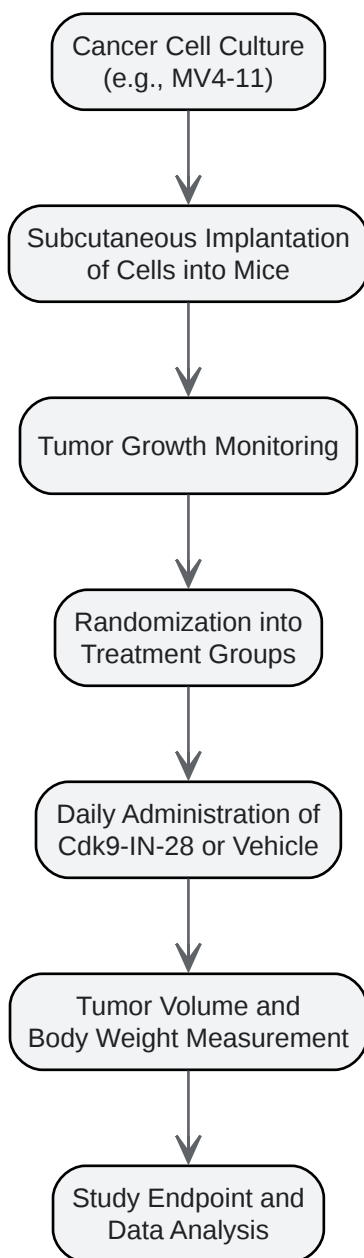 Cancer Cell Culture
(e.g., MV4-11)
Subcutaneous Implantation
of Cells into Mice
Tumor Growth Monitoring
Randomization into
Treatment Groups
Daily Administration of
Cdk9-IN-28 or Vehicle
Tumor Volume and
Body Weight Measurement
Study Endpoint and
Data Analysis